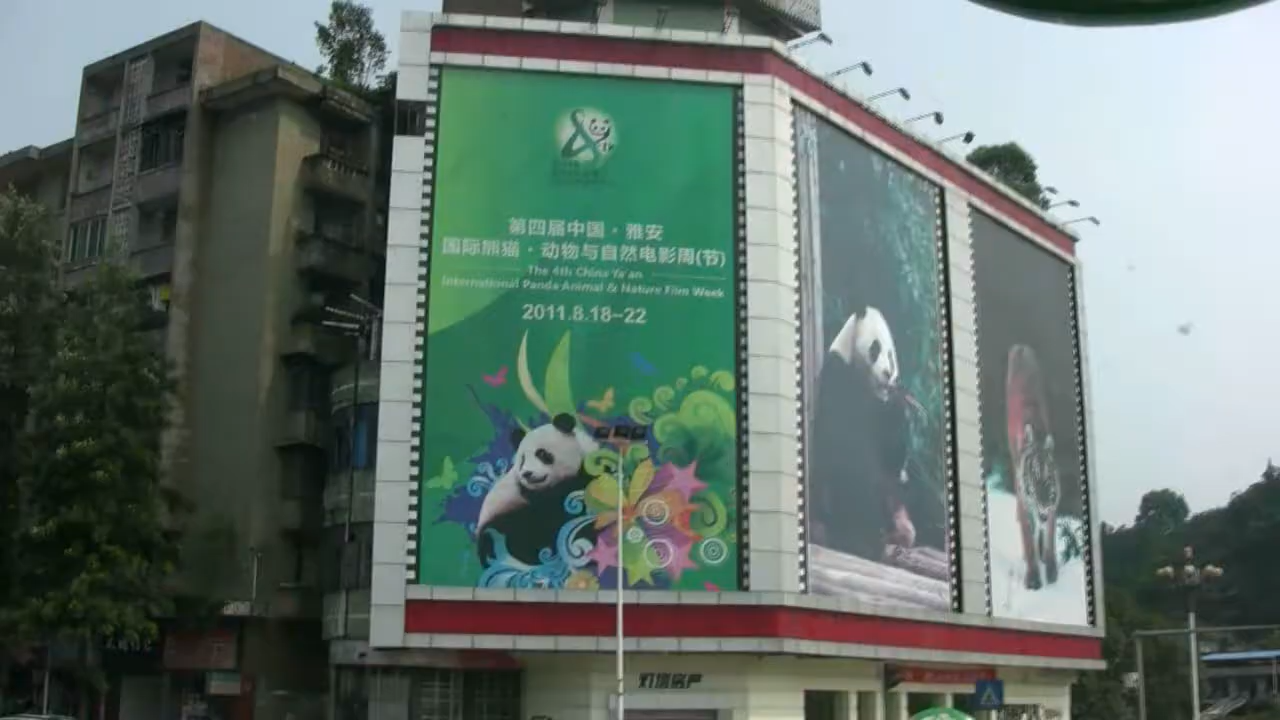 第四届中国·雅安
国际熊猫·动物与自然电影周(节)
The 4th China Ya'an
International Panda Animal & Nature Film Week
2011.8.18-22